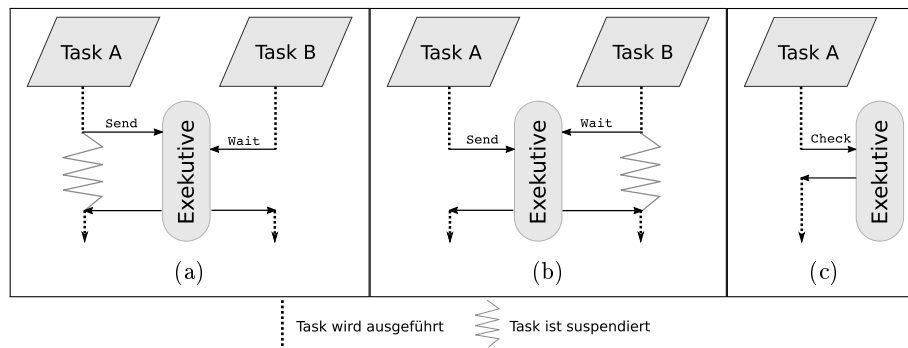 Task A
Task B
Send
Wait
Exekutive
(a)
Task A
Task B
Send
Wait
Exekutive
(b)
Task A
Check
Exekutive
(c)
Task wird ausgeführt
Task ist suspendiert